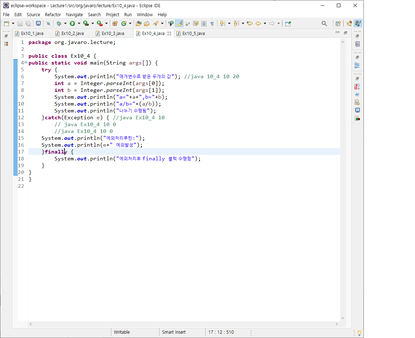 eclipse-workspace - Lecture1/src/org/javaro/lecture/Ex10_4.java - Eclipse IDE
File Edit Source Refactor Navigate Search Project Run Window Help
Ex10_1.java Ex10_2.java Ex10_3.java Ex10_4.java Ex10_5.java
1 package org.javaro.lecture;
2
3 public class Ex10_4 {
4 public static void main(String args[]) {
5 try {
6 System.out.println("매개변수로 받은 두개의 값"); //java 10_4 10 20
7 int a = Integer.parseInt(args[0]);
8 int b = Integer.parseInt(args[1]);
9 System.out.println("a="+a+",b="+b);
10 System.out.println("a/b="+(a/b));
11 System.out.println("나누기 수행됨");
12 }catch(Exception e) { //java Ex10_4 10
13 // java Ex10_4 10 0
14 //java Ex10_4 10 0
15 System.out.println("예외처리루틴:");
16 System.out.println(e+" 예외발생");
17 }finally {
18 System.out.println("예외처리후 finally 블럭 수행됨");
19 }
20 }
21 }
22
Writable Smart Insert 17 : 12 : 510